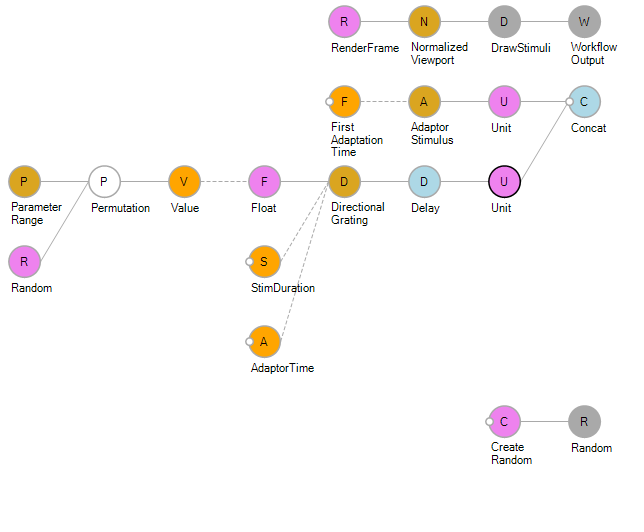 R N D W
RenderFrame Normalized DrawStimuli Workflow
Viewport Output
F A U C
First Adaptor Unit Concat
Adaptation Stimulus
Time
P P V F D D U
Parameter Permutation Value Float Directional Delay Unit
Range Grating
R S
Random StimDuration
A
AdaptorTime
C R
Create Random
Random